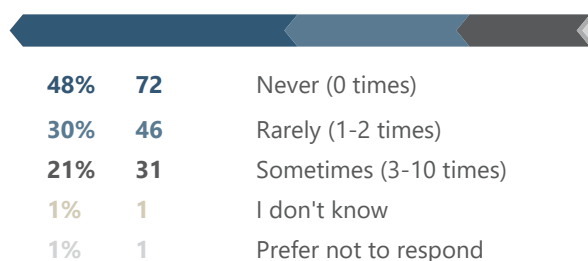 48% 72 Never (0 times)
30% 46 Rarely (1-2 times)
21% 31 Sometimes (3-10 times)
1% 1 I don't know
1% 1 Prefer not to respond